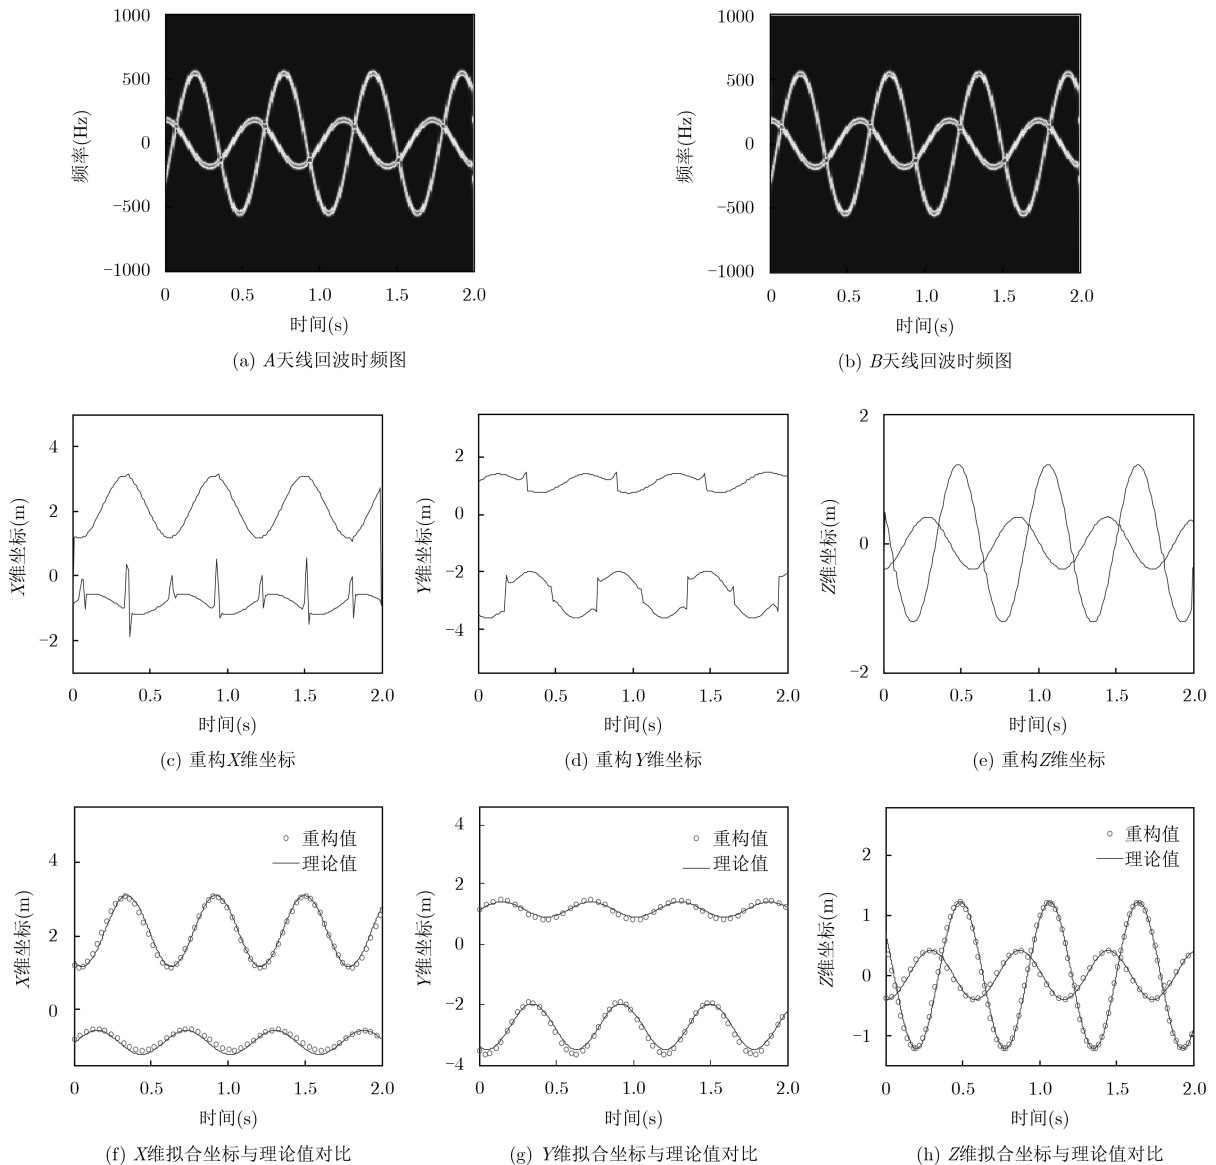 1000
500
0
−500
−1000
频率(Hz)
0 0.5 1.0 1.5 2.0
时间(s)
(a) A天线回波时频图
1000
500
0
−500
−1000
频率(Hz)
0 0.5 1.0 1.5 2.0
时间(s)
(b) B天线回波时频图
4
2
0
−2
X维坐标(m)
0 0.5 1.0 1.5 2.0
时间(s)
(c) 重构X维坐标
2
0
−2
−4
Y维坐标(m)
0 0.5 1.0 1.5 2.0
时间(s)
(d) 重构Y维坐标
2
0
−2
Z维坐标(m)
0 0.5 1.0 1.5 2.0
时间(s)
(e) 重构Z维坐标
4
2
0
X维坐标(m)
重构值
理论值
0 0.5 1.0 1.5 2.0
时间(s)
(f) X维拟合坐标与理论值对比
4
2
0
−2
−4
Y维坐标(m)
重构值
理论值
0 0.5 1.0 1.5 2.0
时间(s)
(g) Y维拟合坐标与理论值对比
2
1
0
−1
Z维坐标(m)
重构值
理论值
0 0.5 1.0 1.5 2.0
时间(s)
(h) Z维拟合坐标与理论值对比